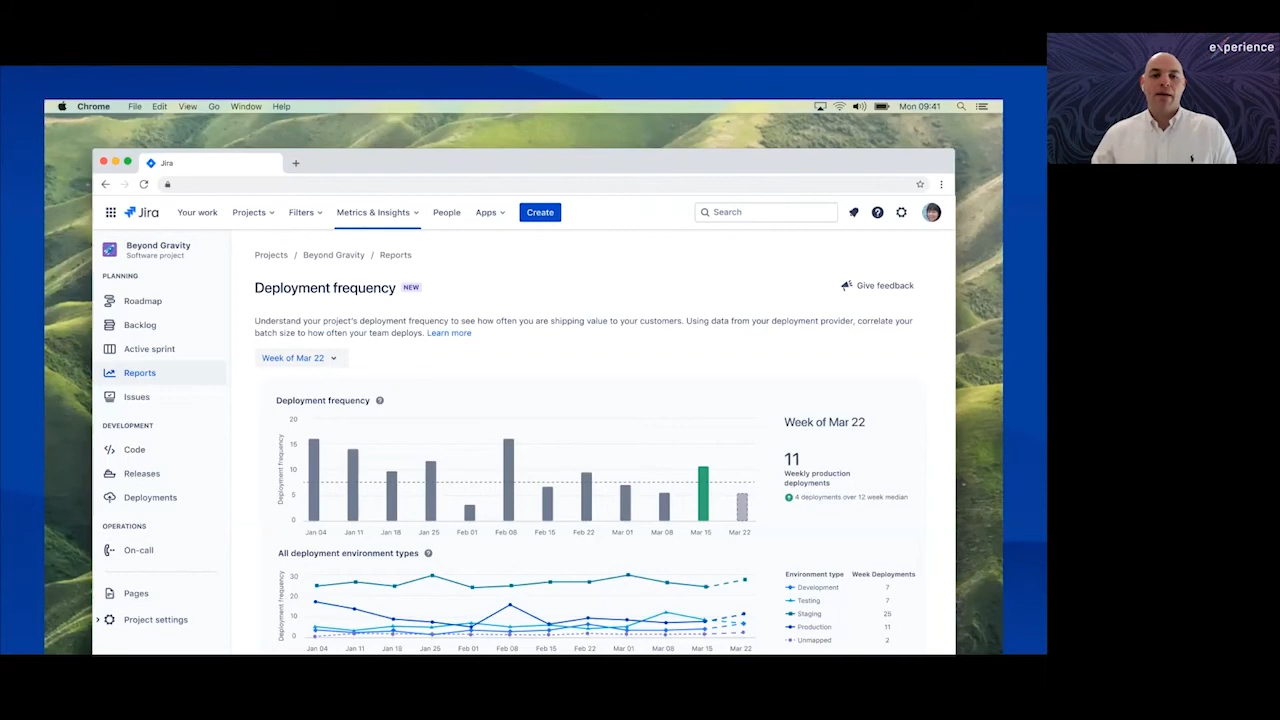 experience
Chrome File Edit View Go Window Help Mon 09:41
Jira
Jira Your work Projects Filters Metrics & Insights People Apps Create Search
Beyond Gravity
Software project
PLANNING
Roadmap
Backlog
Active sprint
Reports
Issues
DEVELOPMENT
Code
Releases
Deployments
OPERATIONS
On-call
Pages
Project settings
Projects / Beyond Gravity / Reports
Deployment frequency NEW
Give feedback
Understand your project's deployment frequency to see how often you are shipping value to your customers. Using data from your deployment provider, correlate your
batch size to how often your team deploys. Learn more
Week of Mar 22
Deployment frequency
Deployment frequency
20
15
10
5
0
Jan 04 Jan 11 Jan 18 Jan 25 Feb 01 Feb 08 Feb 15 Feb 22 Mar 01 Mar 08 Mar 15 Mar 22
Week of Mar 22
11
Weekly production
deployments
4 deployments over 12 week median
All deployment environment types
Deployment frequency
30
20
10
0
Jan 04 Jan 11 Jan 18 Jan 25 Feb 01 Feb 08 Feb 15 Feb 22 Mar 01 Mar 08 Mar 15 Mar 22
Environment type Week Deployments
Development 7
Testing 7
Staging 25
Production 11
Unmapped 2